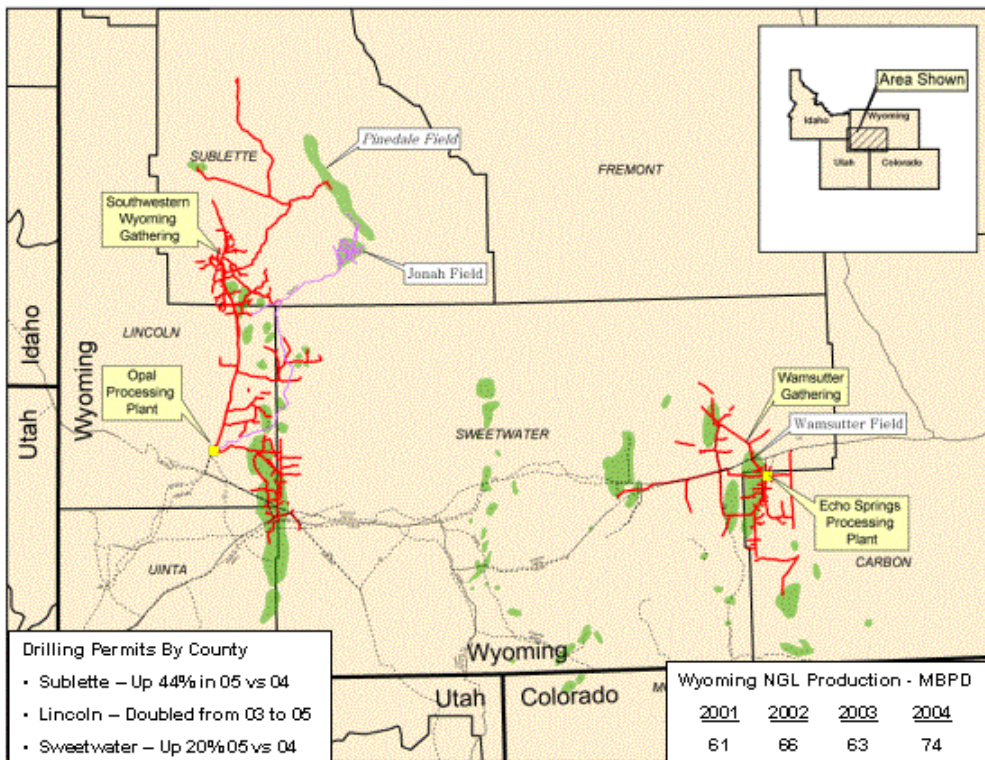 Area Shown
Idaho
Wyoming
Utah
Colorado
Pinedale Field
SUBLETTE
FREMONT
Southwestern
Wyoming
Gathering
Jonah Field
LINCOLN
Idaho
Wyoming
Utah
Opal
Processing
Plant
Wamsutter
Gathering
Wamsutter Field
SWEETWATER
Echo Springs
Processing
Plant
CARBON
UINTA
Wyoming
Utah
Colorado
Drilling Permits By County
• Sublette – Up 44% in 05 vs 04
• Lincoln – Doubled from 03 to 05
• Sweetwater – Up 20% 05 vs 04
Wyoming NGL Production - MBPD
2001 2002 2003 2004
61 66 63 74